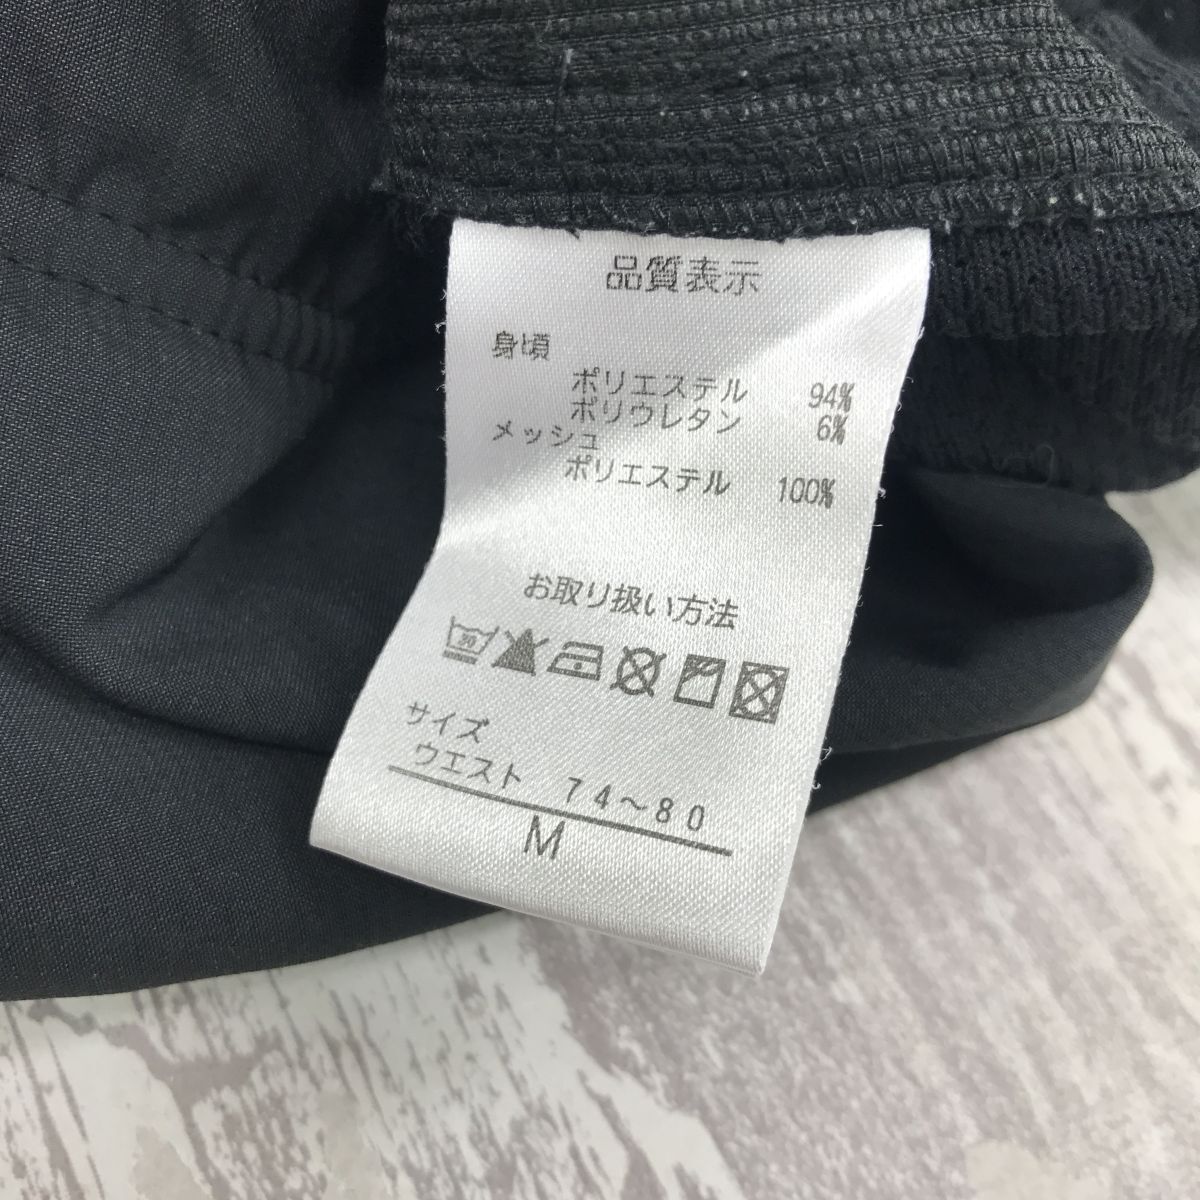 品質表示
身頃
ポリエステル 94%
ポリウレタン 6%
メッシュ
ポリエステル 100%
お取り扱い方法
30
サイズ
ウエスト 74～80
M